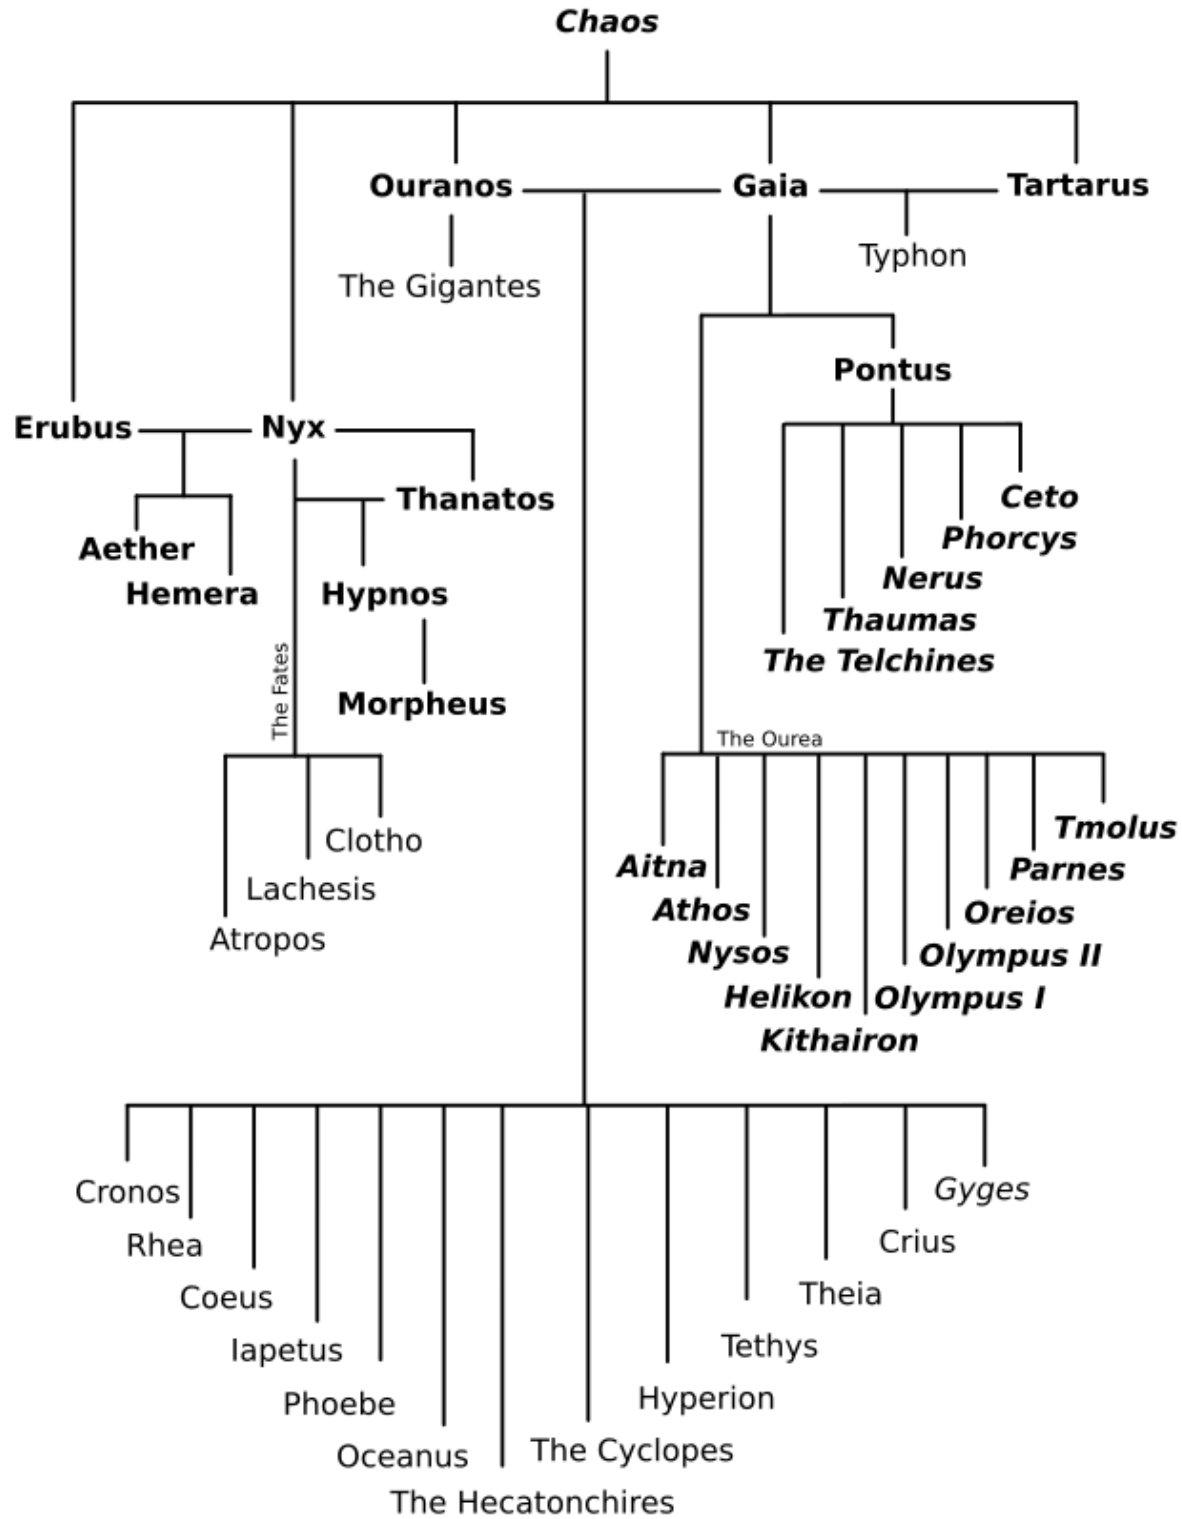 Chaos
Ouranos
Gaia
Tartarus
Typhon
The Gigantes
Pontus
Erubus
Nyx
Thanatos
Ceto
Phorcys
Aether
Nerus
Hemera
Hypnos
Thaumas
The Telchines
The Fates
Morpheus
The Ourea
Tmolus
Clotho
Aitna
Parnes
Lachesis
Athos
Oreios
Atropos
Nysos
Olympus II
Helikon
Olympus I
Kithairon
Cronos
Gyges
Rhea
Crius
Coeus
Theia
Iapetus
Tethys
Phoebe
Hyperion
Oceanus
The Cyclopes
The Hecatonchires